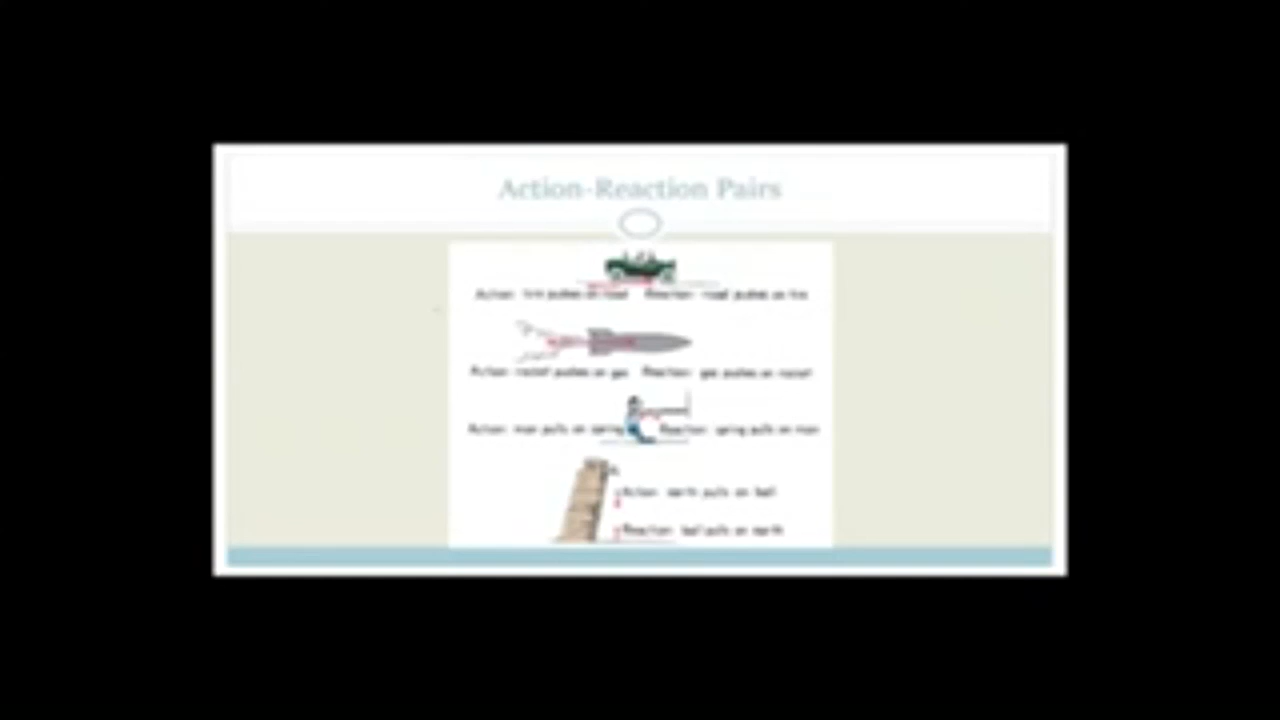 Action-Reaction Pairs
Action: tire pushes on road Reaction: road pushes on tire
Action: rocket pushes on gas Reaction: gas pushes on rocket
Action: man pulls on spring Reaction: spring pulls on man
Action: earth pulls on ball
Reaction: ball pulls on earth